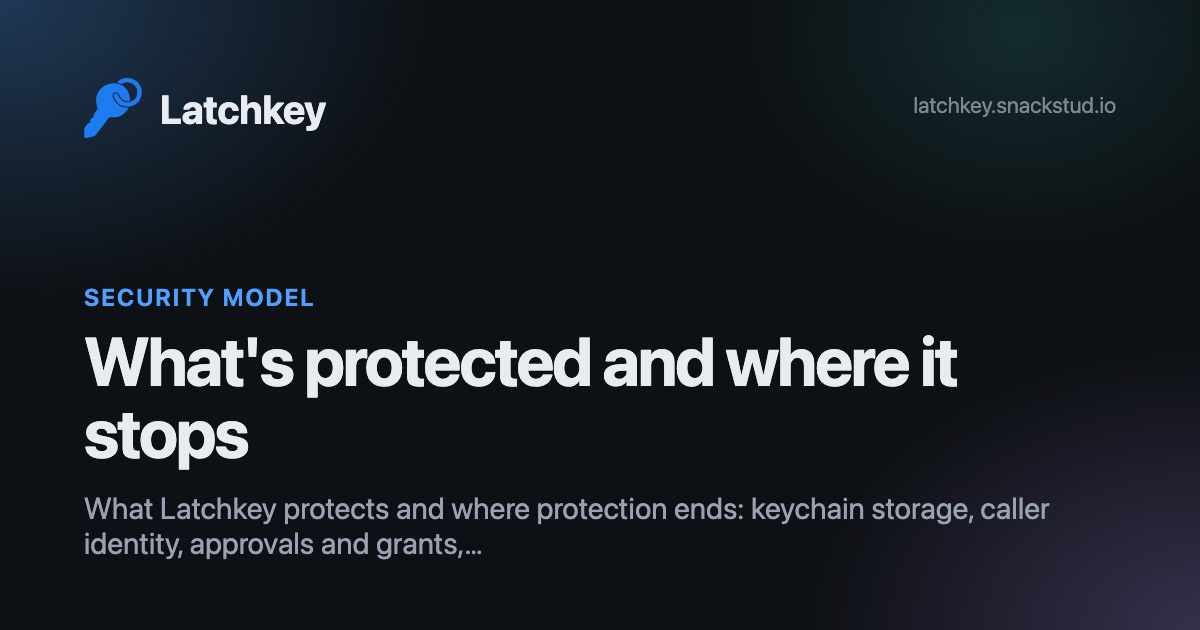 Latchkey
latchkey.snackstud.io
SECURITY MODEL
What's protected and where it
stops
What Latchkey protects and where protection ends: keychain storage, caller
identity, approvals and grants,...